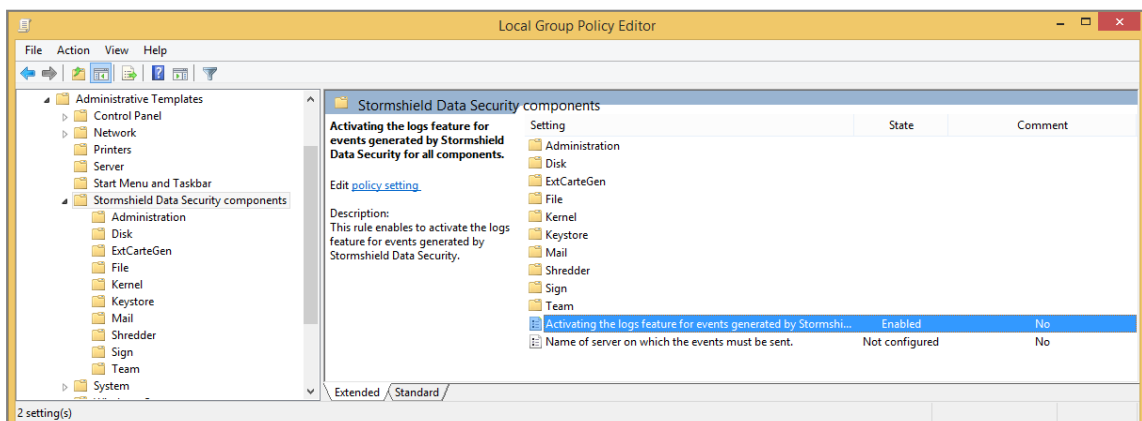 Local Group Policy Editor
File Action View Help
Administrative Templates
Control Panel
Network
Printers
Server
Start Menu and Taskbar
Stormshield Data Security components
Administration
Disk
ExtCarteGen
File
Kernel
Keystore
Mail
Shredder
Sign
Team
System
Stormshield Data Security components
Activating the logs feature for
events generated by Stormshield
Data Security for all components.
Edit policy setting
Description:
This rule enables to activate the logs
feature for events generated by
Stormshield Data Security.
Setting State Comment
Administration
Disk
ExtCarteGen
File
Kernel
Keystore
Mail
Shredder
Sign
Team
Activating the logs feature for events generated by Stormshi... Enabled No
Name of server on which the events must be sent. Not configured No
Extended Standard
2 setting(s)